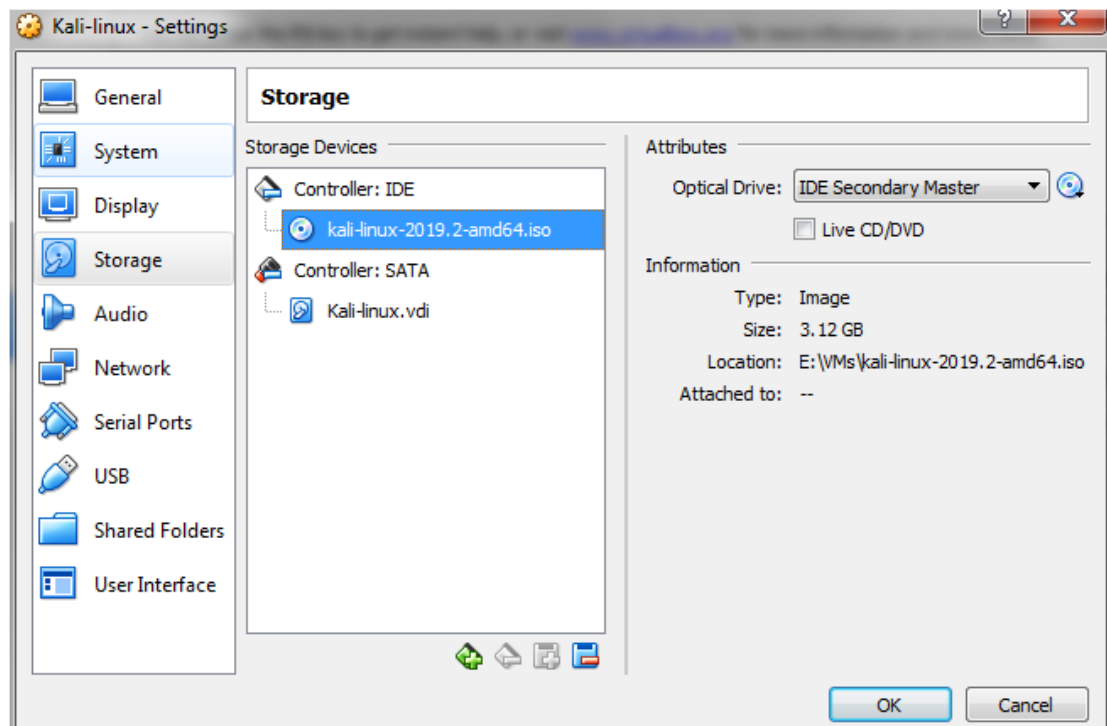 Kali-linux - Settings
General
System
Display
Storage
Audio
Network
Serial Ports
USB
Shared Folders
User Interface
Storage
Storage Devices
Controller: IDE
kali-linux-2019.2-amd64.iso
Controller: SATA
Kali-linux.vdi
Attributes
Optical Drive: IDE Secondary Master
Live CD/DVD
Information
Type: Image
Size: 3.12 GB
Location: E:\VMs\kali-linux-2019.2-amd64.iso
Attached to: --
OK Cancel